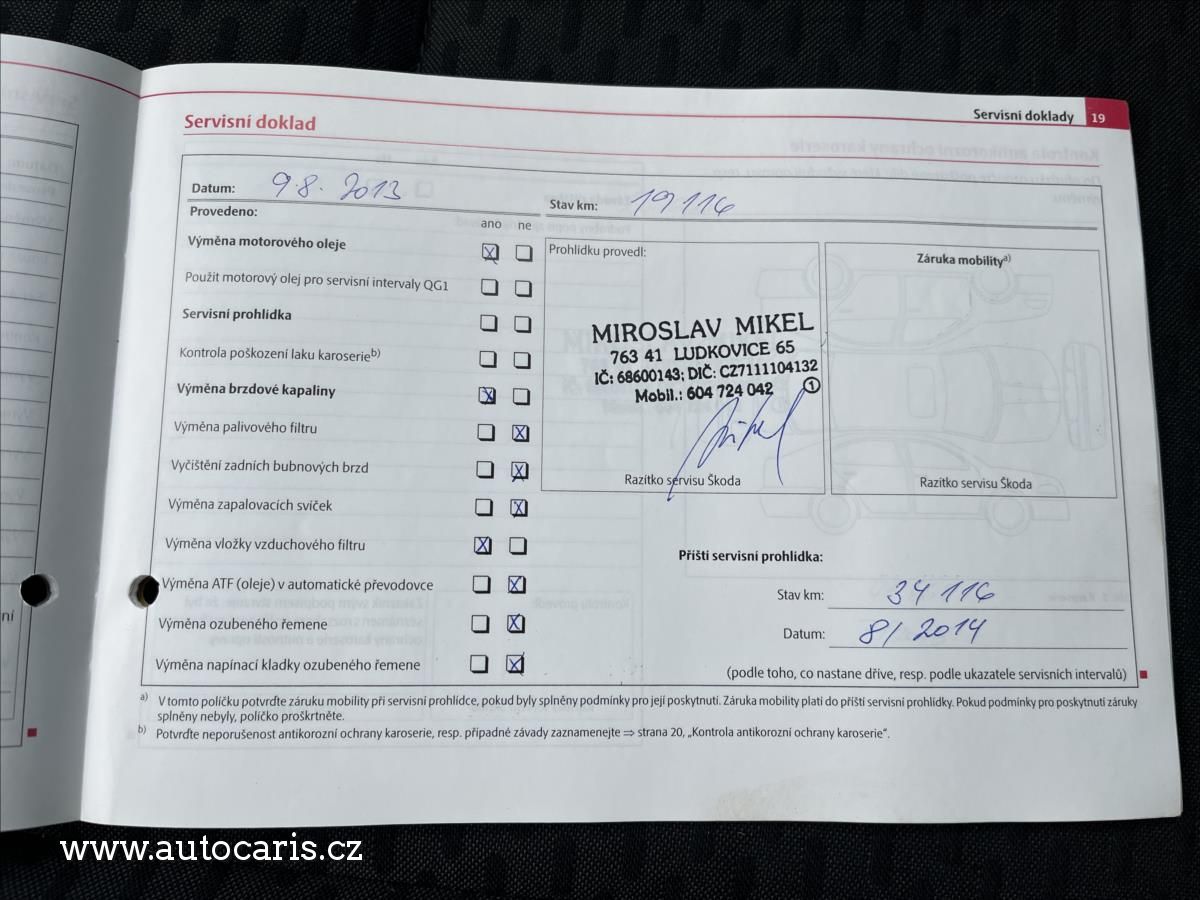 Servisní doklady 19
Servisní doklad
Datum: 9.8. 2013
Stav km: 19 116
Provedeno:
ano ne
Výměna motorového oleje
Použit motorový olej pro servisní intervaly QG1
Servisní prohlídka
Kontrola poškození laku karoserieb)
Výměna brzdové kapaliny
Výměna palivového filtru
Vyčištění zadních bubnových brzd
Výměna zapalovacích svíček
Výměna vložky vzduchového filtru
Výměna ATF (oleje) v automatické převodovce
Výměna ozubeného řemene
Výměna napínací kladky ozubeného řemene
Prohlídku provedl:
MIROSLAV MIKEL
763 41 LUDKOVICE 65
IČ: 68600143; DIČ: CZ7111104132
Mobil.: 604 724 042 1
Mikel
Razítko servisu Škoda
Záruka mobilitya)
Razítko servisu Škoda
Příští servisní prohlídka:
Stav km: 34 116
Datum: 8/ 2014
(podle toho, co nastane dříve, resp. podle ukazatele servisních intervalů)
a) V tomto políčku potvrďte záruku mobility při servisní prohlídce, pokud byly splněny podmínky pro její poskytnutí. Záruka mobility platí do příští servisní prohlídky. Pokud podmínky pro poskytnutí záruky
splněny nebyly, políčko proškrtněte.
b) Potvrďte neporušenost antikorozní ochrany karoserie, resp. případné závady zaznamenejte ⇒ strana 20, „Kontrola antikorozní ochrany karoserie“.
www.autocaris.cz